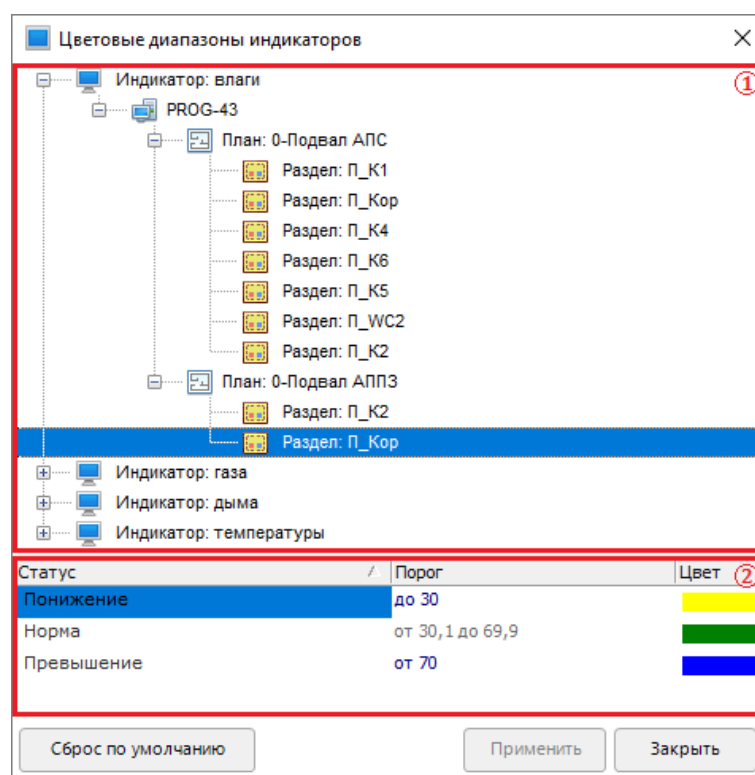 Цветовые диапазоны индикаторов
①
Индикатор: влаги
PROG-43
План: 0-Подвал АПС
Раздел: П_К1
Раздел: П_Кор
Раздел: П_К4
Раздел: П_К6
Раздел: П_К5
Раздел: П_WC2
Раздел: П_К2
План: 0-Подвал АППЗ
Раздел: П_К2
Раздел: П_Кор
Индикатор: газа
Индикатор: дыма
Индикатор: температуры
Статус Порог Цвет ②
Понижение до 30
Норма от 30,1 до 69,9
Превышение от 70
Сброс по умолчанию Применить Закрыть